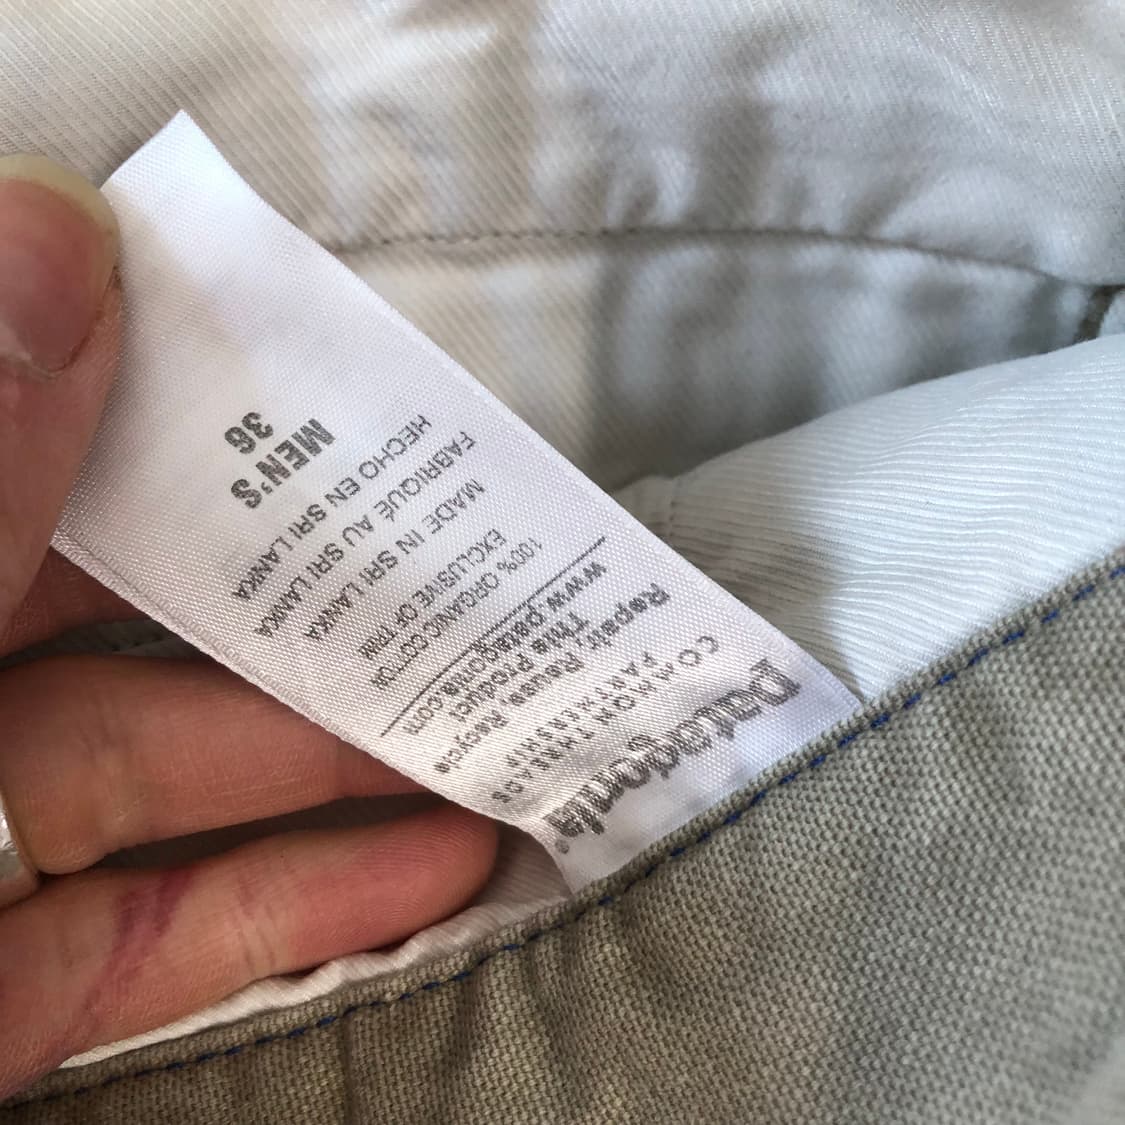 patagonia®
COMMON THREADS
PARTNERSHIP
Repair, Reuse, Recycle
This Product
www.patagonia.com
100% ORGANIC COTTON
EXCLUSIVE OF TRIM
MADE IN SRI LANKA
FABRIQUÉ AU SRI LANKA
HECHO EN SRI LANKA
MEN'S
36